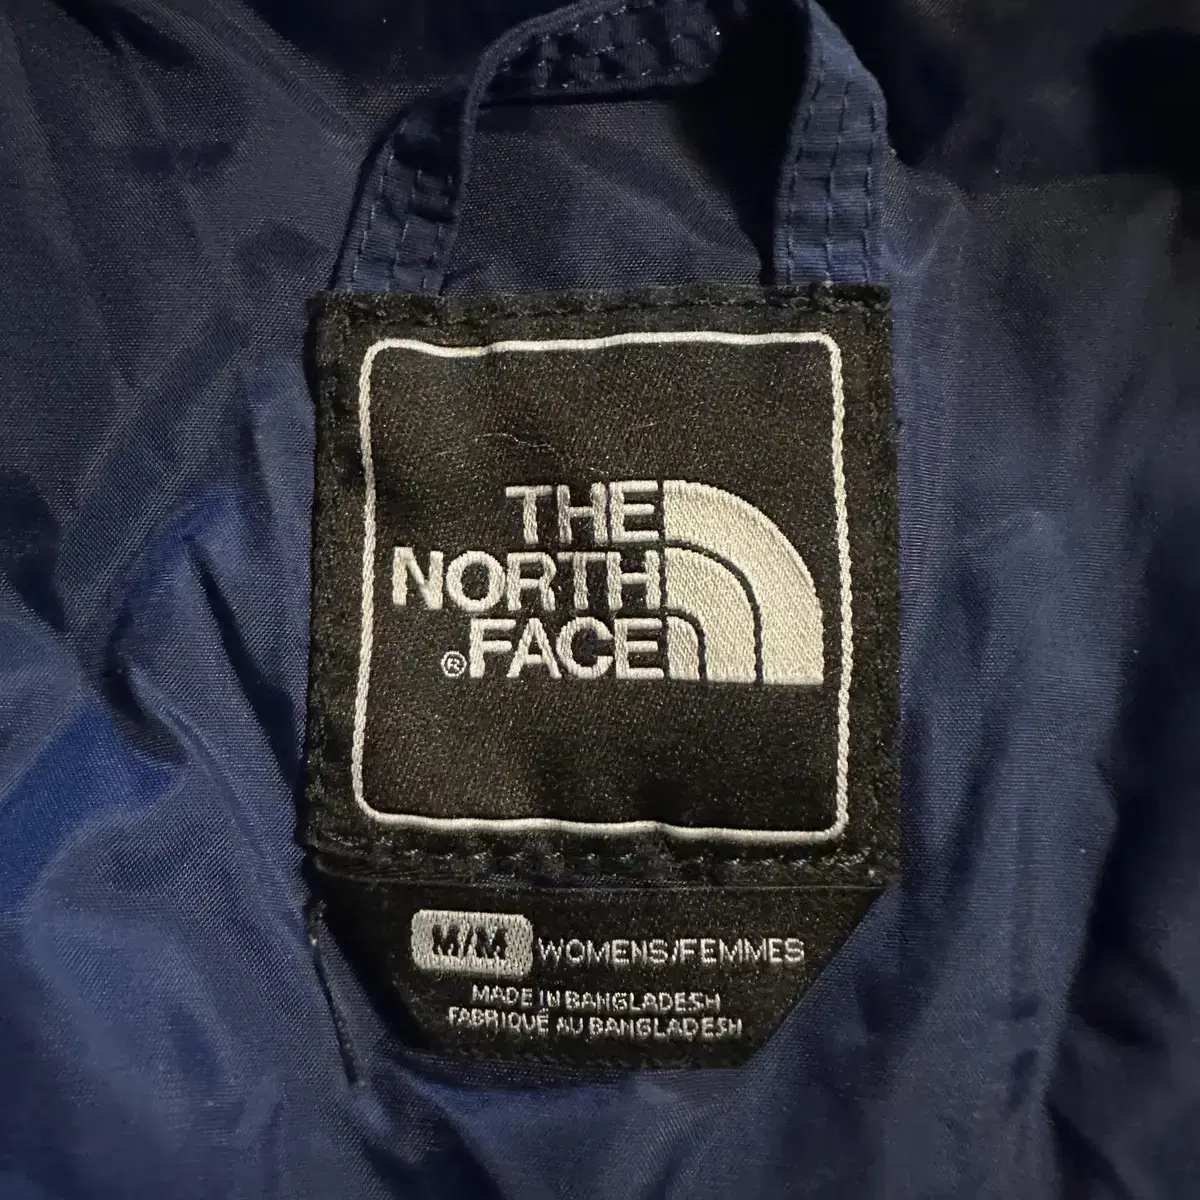 THE
NORTH
®FACE
M/M WOMENS/FEMMES
MADE IN BANGLADESH
FABRIQUÉ AU BANGLADESH